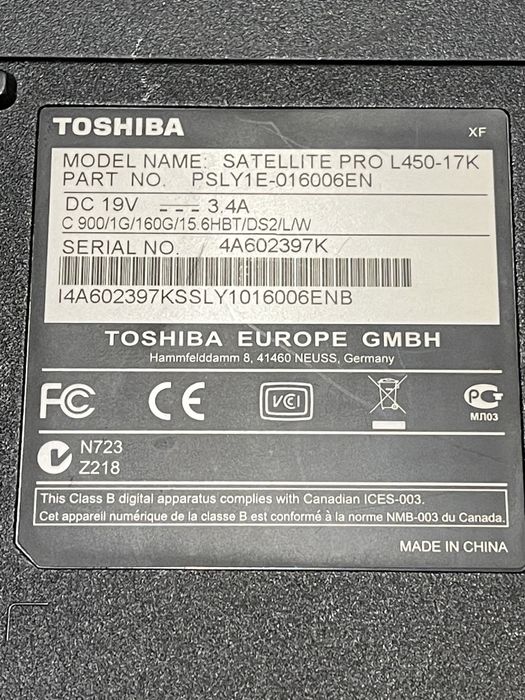 TOSHIBA
XF
MODEL NAME: SATELLITE PRO L450-17K
PART NO. PSLY1E-016006EN
DC 19V 3.4A
C 900/1G/160G/15.6HBT/DS2/L/W
SERIAL NO. 4A602397K
I4A602397KSSLY1016006ENB
TOSHIBA EUROPE GMBH
Hammfelddamm 8, 41460 NEUSS, Germany
FC CE VCI PG
МЛ03
N723
Z218
This Class B digital apparatus complies with Canadian ICES-003.
Cet appareil numérique de la classe B est conformé à la norme NMB-003 du Canada.
MADE IN CHINA